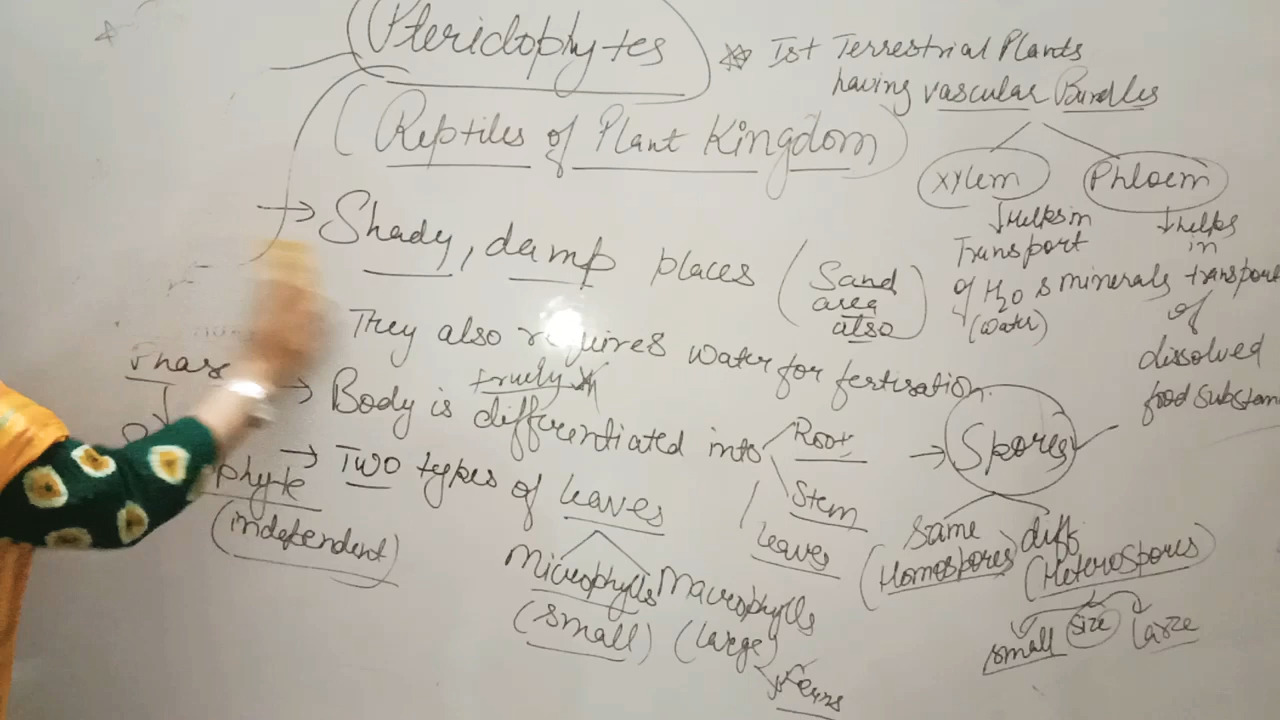 Pteridophytes
(Reptiles of Plant Kingdom)
→ Shady, damp places (Sand area also)
They also requires water for fertisation.
→ Body is truely differentiated into
Root
Stem
leaves
→ Two types of leaves
Microphylls
(small)
Macrophylls
(large)
Ferns
Ist Terrestrial Plants
having vascular Bundles
xylem
↓ Helps in
Transport
of H2O & minerals
(water)
Phloem
↓ helps
in
transport
of
dissolved
food
→ Spores
same
(Homospores)
diff
(Heterospores)
small
size
Large
Phase
phyte
(independent)